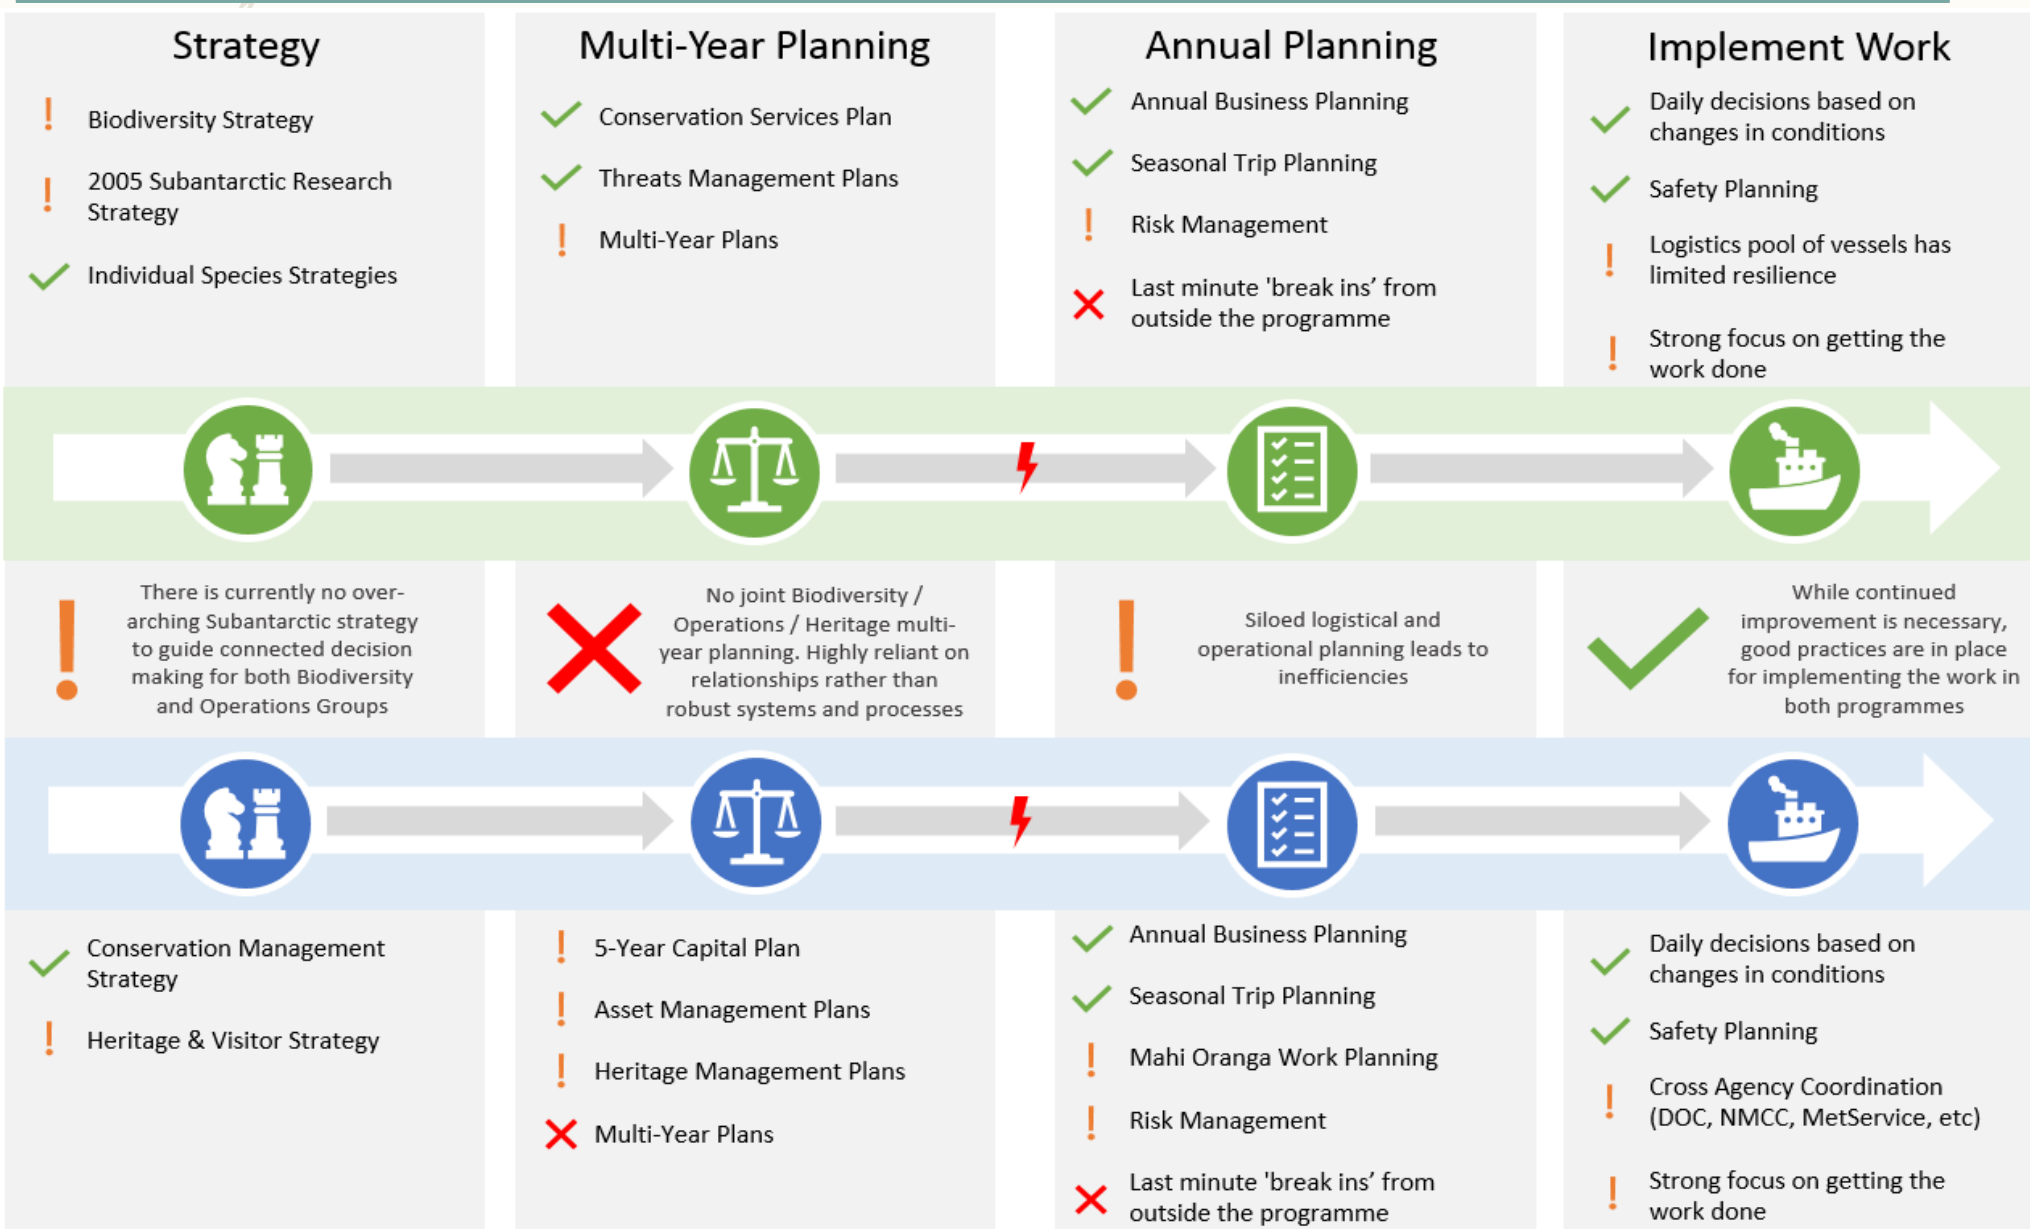 Strategy
Biodiversity Strategy
2005 Subantarctic Research
Strategy
Individual Species Strategies
Multi-Year Planning
Conservation Services Plan
Threats Management Plans
Multi-Year Plans
Annual Planning
Annual Business Planning
Seasonal Trip Planning
Risk Management
Last minute 'break ins’ from
outside the programme
Implement Work
Daily decisions based on
changes in conditions
Safety Planning
Logistics pool of vessels has
limited resilience
Strong focus on getting the
work done
There is currently no over-
arching Subantarctic strategy
to guide connected decision
making for both Biodiversity
and Operations Groups
No joint Biodiversity /
Operations / Heritage multi-
year planning. Highly reliant on
relationships rather than
robust systems and processes
Siloed logistical and
operational planning leads to
inefficiencies
While continued
improvement is necessary,
good practices are in place
for implementing the work in
both programmes
Conservation Management
Strategy
Heritage & Visitor Strategy
5-Year Capital Plan
Asset Management Plans
Heritage Management Plans
Multi-Year Plans
Annual Business Planning
Seasonal Trip Planning
Mahi Oranga Work Planning
Risk Management
Last minute 'break ins’ from
outside the programme
Daily decisions based on
changes in conditions
Safety Planning
Cross Agency Coordination
(DOC, NMCC, MetService, etc)
Strong focus on getting the
work done